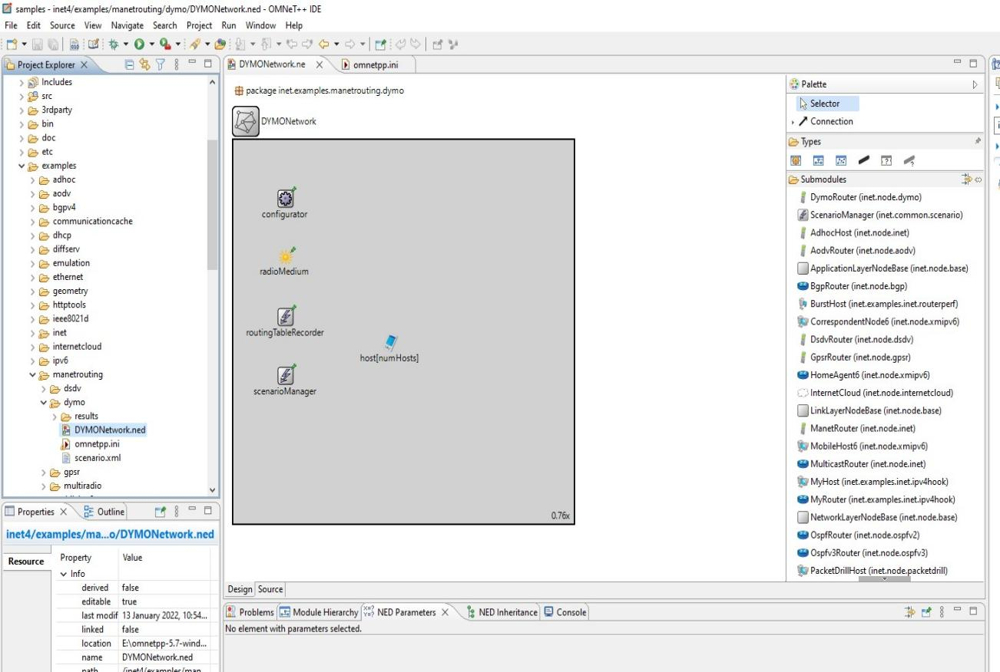 samples - inet4/examples/manetrouting/dymo/DYMONetwork.ned - OMNeT++ IDE
File Edit Source View Navigate Search Project Run Window Help
Project Explorer
Includes
src
3rdparty
bin
doc
etc
examples
adhoc
aodv
bgpv4
communicationcache
dhcp
diffserv
emulation
ethernet
geometry
httptools
ieee8021d
inet
internetcloud
ipv6
manetrouting
dsdv
dymo
results
DYMONetwork.ned
omnetpp.ini
scenario.xml
gpsr
multiradio
Properties Outline
inet4/examples/ma...o/DYMONetwork.ned
Resource
Property Value
Info
derived false
editable true
last modif 13 January 2022, 10:54...
linked false
location E:\omnetpp-5.7-wind...
name DYMONetwork.ned
path /inet4/examples/man
DYMONetwork.ne omnetpp.ini
package inet.examples.manetrouting.dymo
DYMONetwork
configurator
radioMedium
routingTableRecorder
host[numHosts]
scenarioManager
0.76x
Design Source
Palette
Selector
Connection
Types
Submodules
DymoRouter (inet.node.dymo)
ScenarioManager (inet.common.scenario)
AdhocHost (inet.node.inet)
AodvRouter (inet.node.aodv)
ApplicationLayerNodeBase (inet.node.base)
BgpRouter (inet.node.bgp)
BurstHost (inet.examples.inet.routerperf)
CorrespondentNode6 (inet.node.xmipv6)
DsdvRouter (inet.node.dsdv)
GpsrRouter (inet.node.gpsr)
HomeAgent6 (inet.node.xmipv6)
InternetCloud (inet.node.internetcloud)
LinkLayerNodeBase (inet.node.base)
ManetRouter (inet.node.inet)
MobileHost6 (inet.node.xmipv6)
MulticastRouter (inet.node.inet)
MyHost (inet.examples.inet.ipv4hook)
MyRouter (inet.examples.inet.ipv4hook)
NetworkLayerNodeBase (inet.node.base)
OspfRouter (inet.node.ospfv2)
Ospfv3Router (inet.node.ospfv3)
PacketDrillHost (inet.node.packetdrill)
Problems Module Hierarchy NED Parameters NED Inheritance Console
No element with parameters selected.